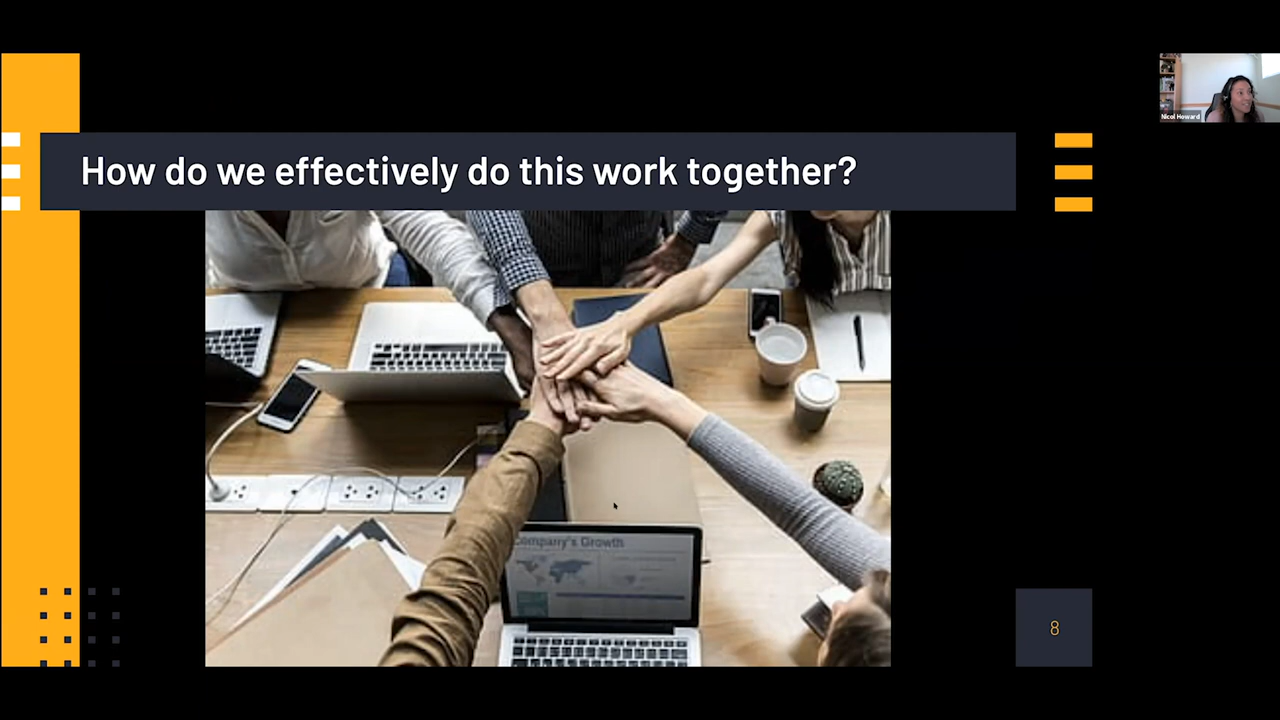 Nicol Howard
How do we effectively do this work together?
Company's Growth
8